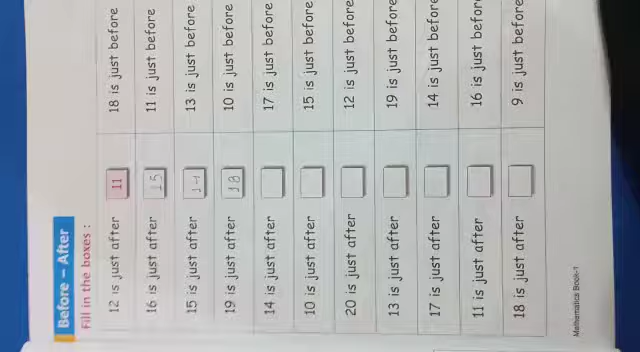 Before - After
Fill in the boxes :
12 is just after 11 18 is just before
16 is just after 15 11 is just before
15 is just after 14 13 is just before
19 is just after 18 10 is just before
14 is just after 17 is just before
10 is just after 15 is just before
20 is just after 12 is just before
13 is just after 19 is just before
17 is just after 14 is just before
11 is just after 16 is just before
18 is just after 9 is just before
Mathematics Book-1